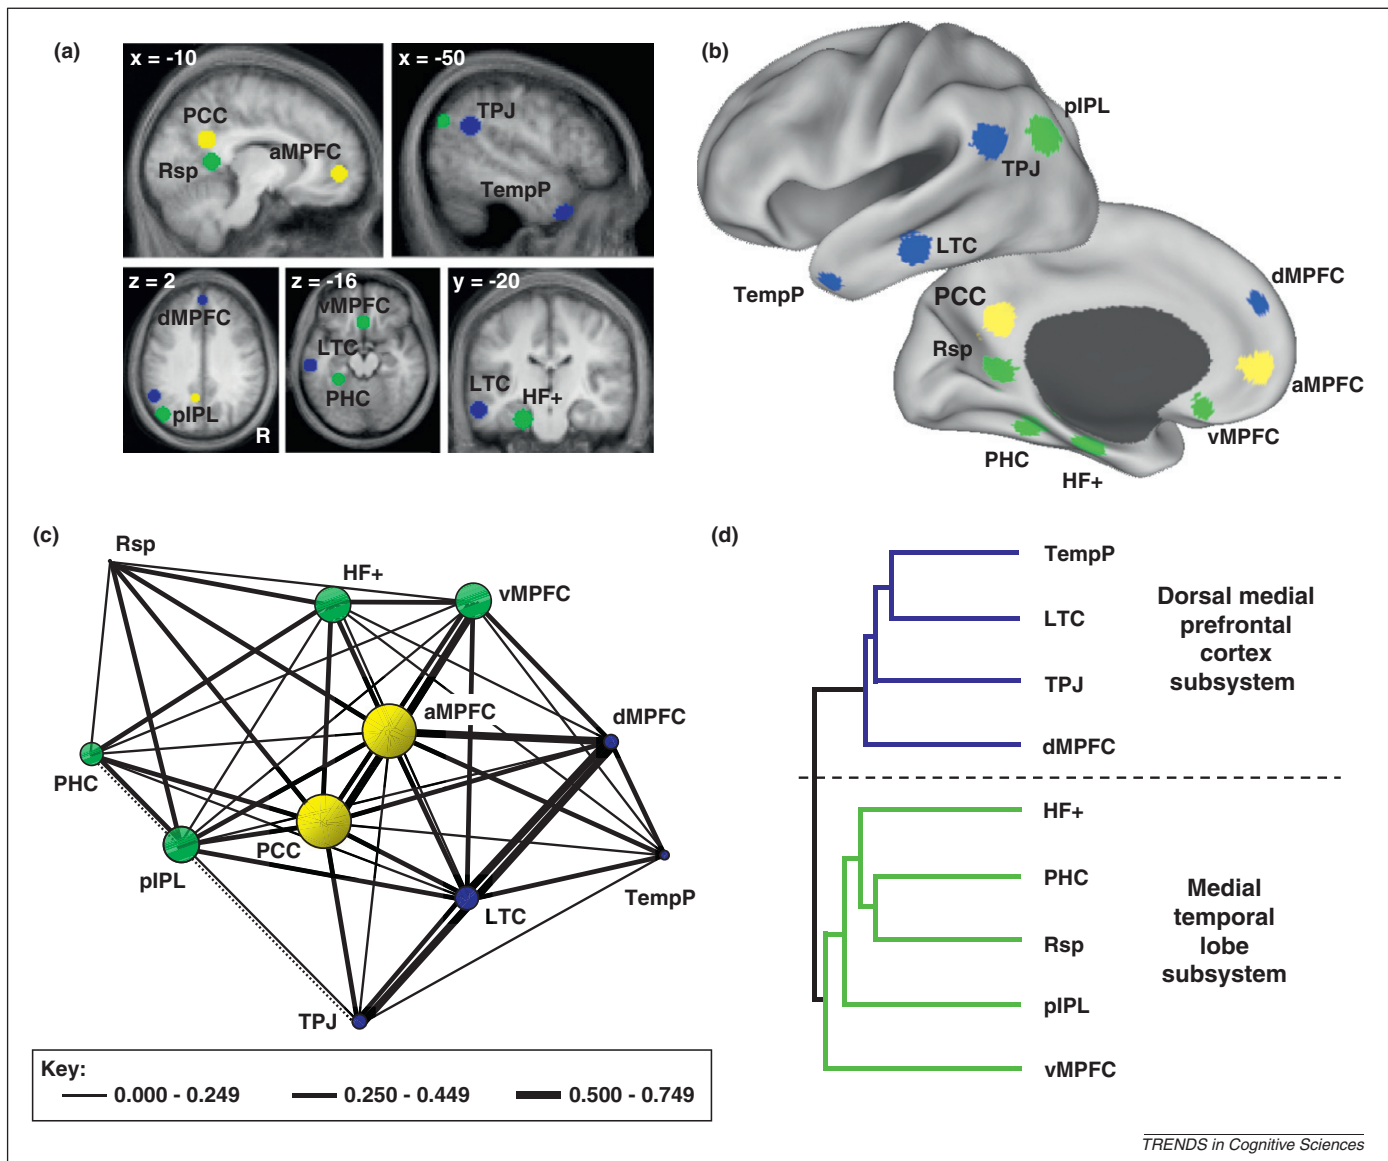 (a)
x = -10
PCC
Rsp
aMPFC
x = -50
TPJ
TempP
z = 2
dMPFC
pIPL
R
z = -16
vMPFC
LTC
PHC
y = -20
LTC
HF+
(b)
pIPL
TPJ
LTC
TempP
dMPFC
PCC
Rsp
aMPFC
vMPFC
PHC
HF+
(c)
Rsp
HF+
vMPFC
aMPFC
dMPFC
PHC
PCC
pIPL
TempP
LTC
TPJ
Key:
0.000 - 0.249
0.250 - 0.449
0.500 - 0.749
(d)
TempP
LTC
TPJ
dMPFC
Dorsal medial
prefrontal
cortex
subsystem
HF+
PHC
Rsp
pIPL
vMPFC
Medial
temporal
lobe
subsystem
TRENDS in Cognitive Sciences